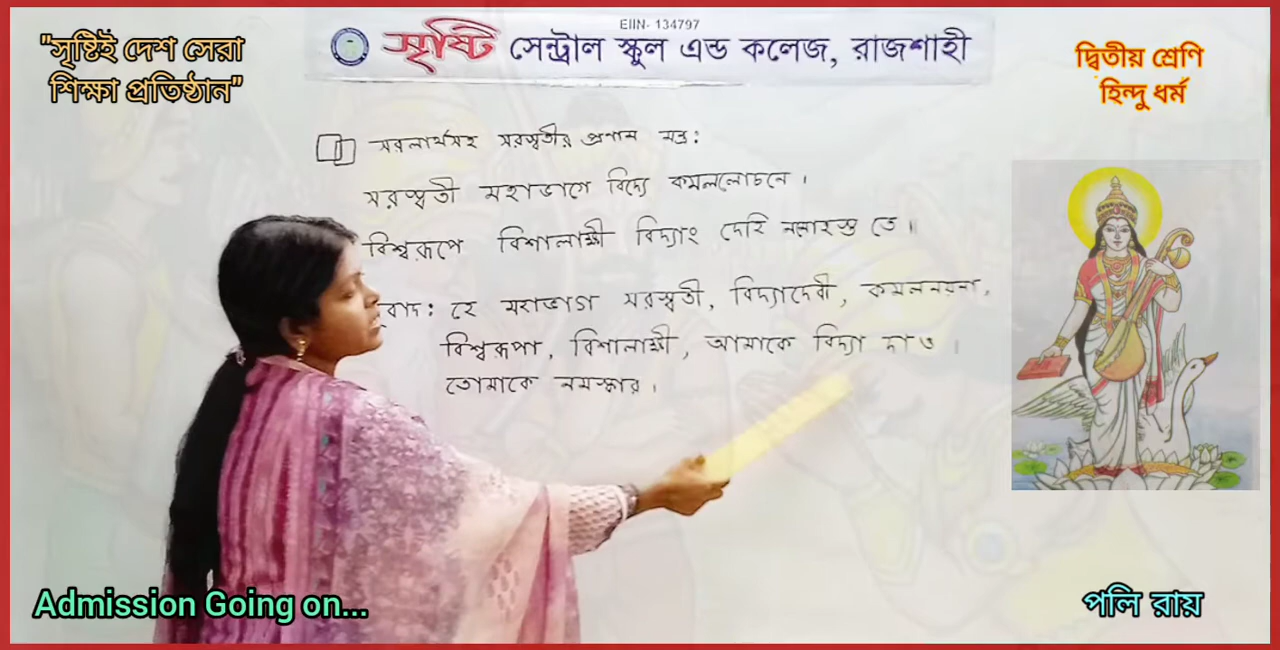 "সৃষ্টিই দেশ সেরা
শিক্ষা প্রতিষ্ঠান"
EIIN- 134797
সৃষ্টি সেন্ট্রাল স্কুল এন্ড কলেজ, রাজশাহী
দ্বিতীয় শ্রেণি
হিন্দু ধর্ম
সরলার্থসহ সরস্বতীর প্রণাম মন্ত্র:
সরস্বতী মহাভাগে বিদ্যে কমললোচনে।
বিশ্বরূপে বিশালাক্ষী বিদ্যাং দেহি নমোহস্তু তে॥
বাদ: হে মহাভাগা সরস্বতী, বিদ্যাদেবী, কমলনয়না,
বিশ্বরূপা, বিশালাক্ষী, আমাকে বিদ্যা দাও।
তোমাকে নমস্কার।
Admission Going on...
পলি রায়